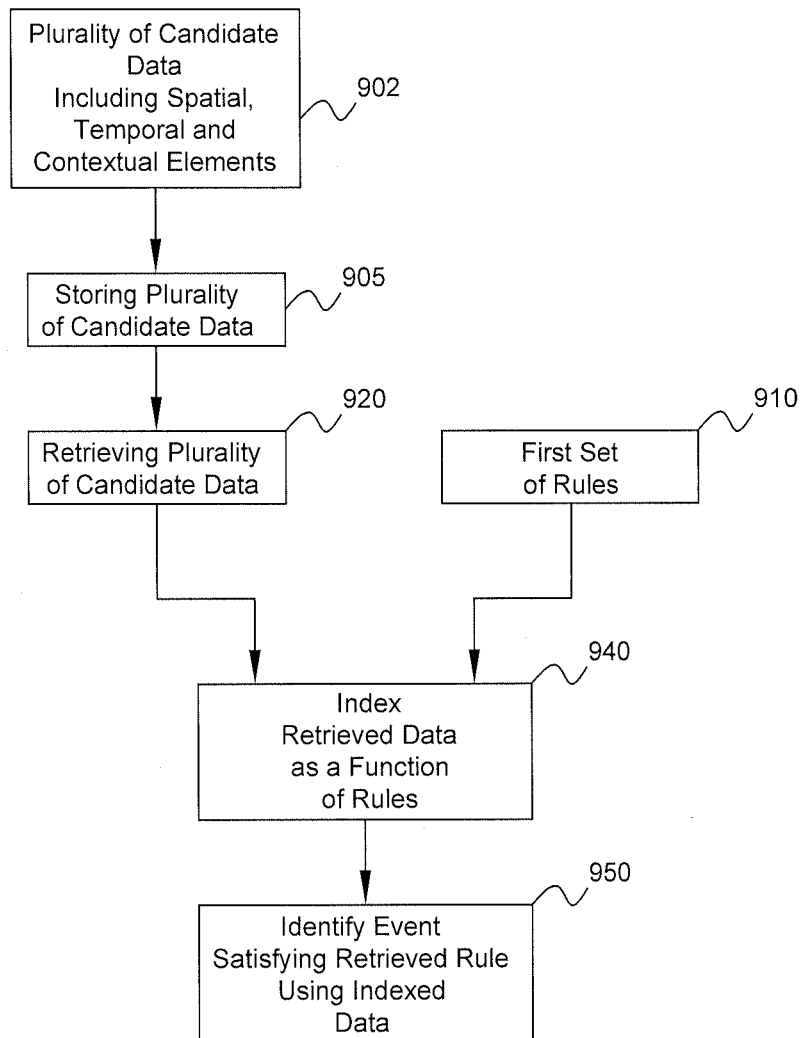 Plurality of Candidate
Data
Including Spatial,
Temporal and
Contextual Elements
902
Storing Plurality
of Candidate Data
905
Retrieving Plurality
of Candidate Data
920
First Set
of Rules
910
Index
Retrieved Data
as a Function
of Rules
940
Identify Event
Satisfying Retrieved Rule
Using Indexed
Data
950